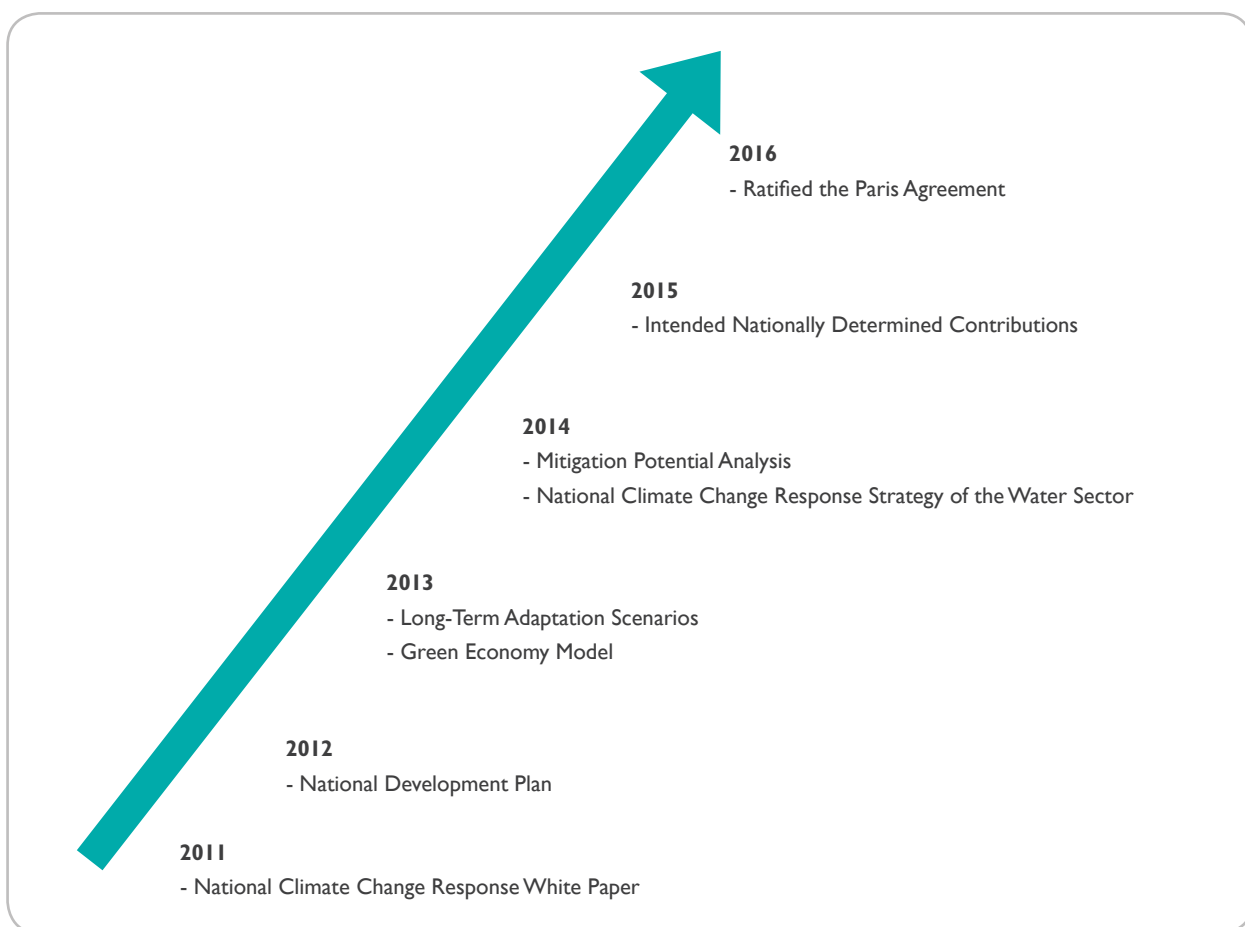 2016
- Ratified the Paris Agreement
2015
- Intended Nationally Determined Contributions
2014
- Mitigation Potential Analysis
- National Climate Change Response Strategy of the Water Sector
2013
- Long-Term Adaptation Scenarios
- Green Economy Model
2012
- National Development Plan
2011
- National Climate Change Response White Paper